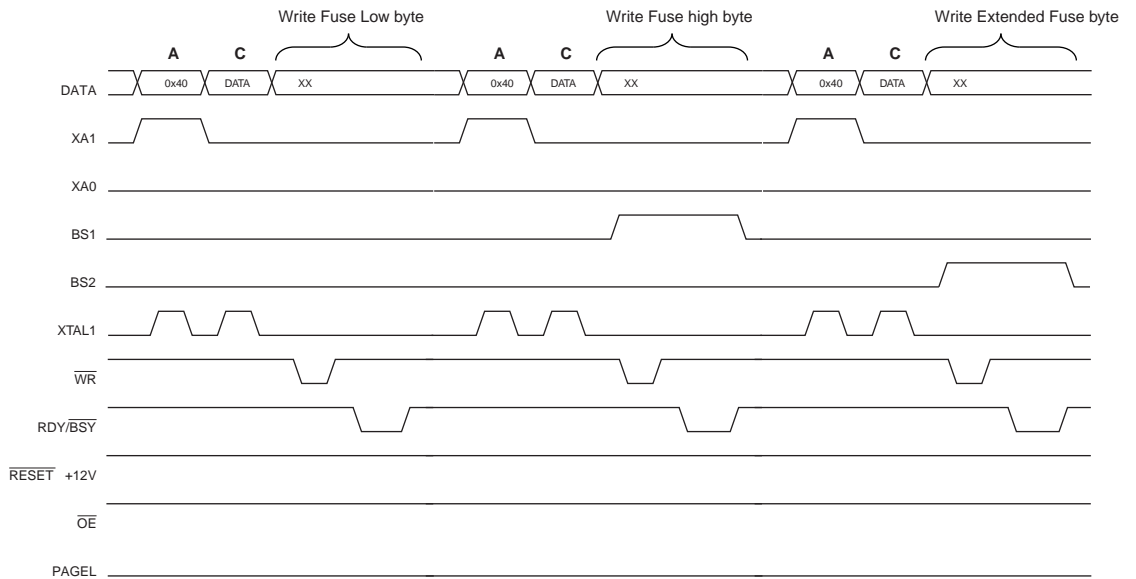 Write Fuse Low byte Write Fuse high byte Write Extended Fuse byte
A C A C A C
DATA 0x40 DATA XX 0x40 DATA XX 0x40 DATA XX
XA1
XA0
BS1
BS2
XTAL1
WR
RDY/BSY
RESET +12V
OE
PAGEL